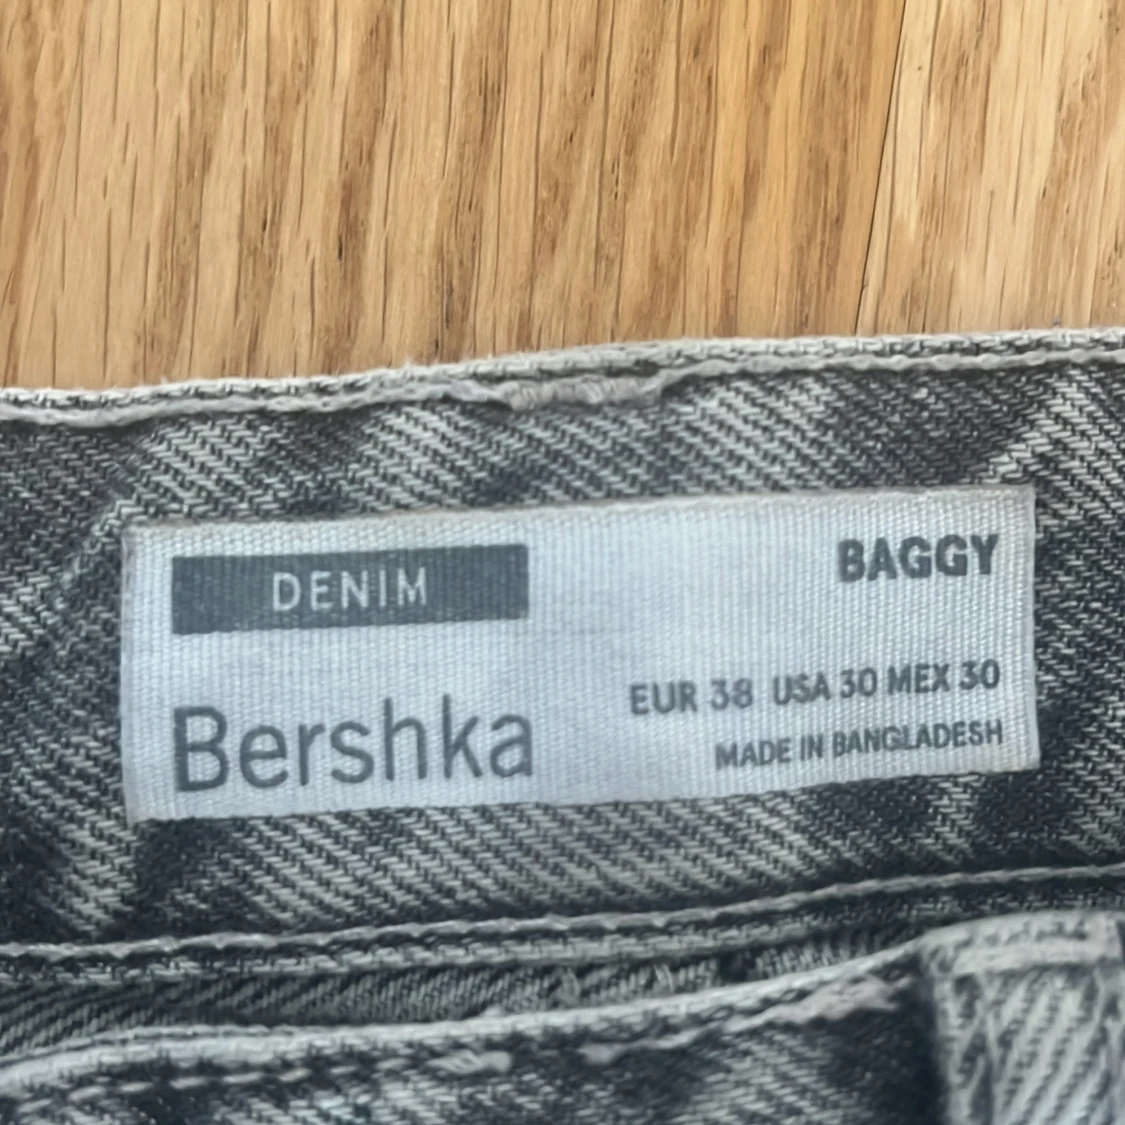 DENIM
BAGGY
Bershka
EUR 38 USA 30 MEX 30
MADE IN BANGLADESH